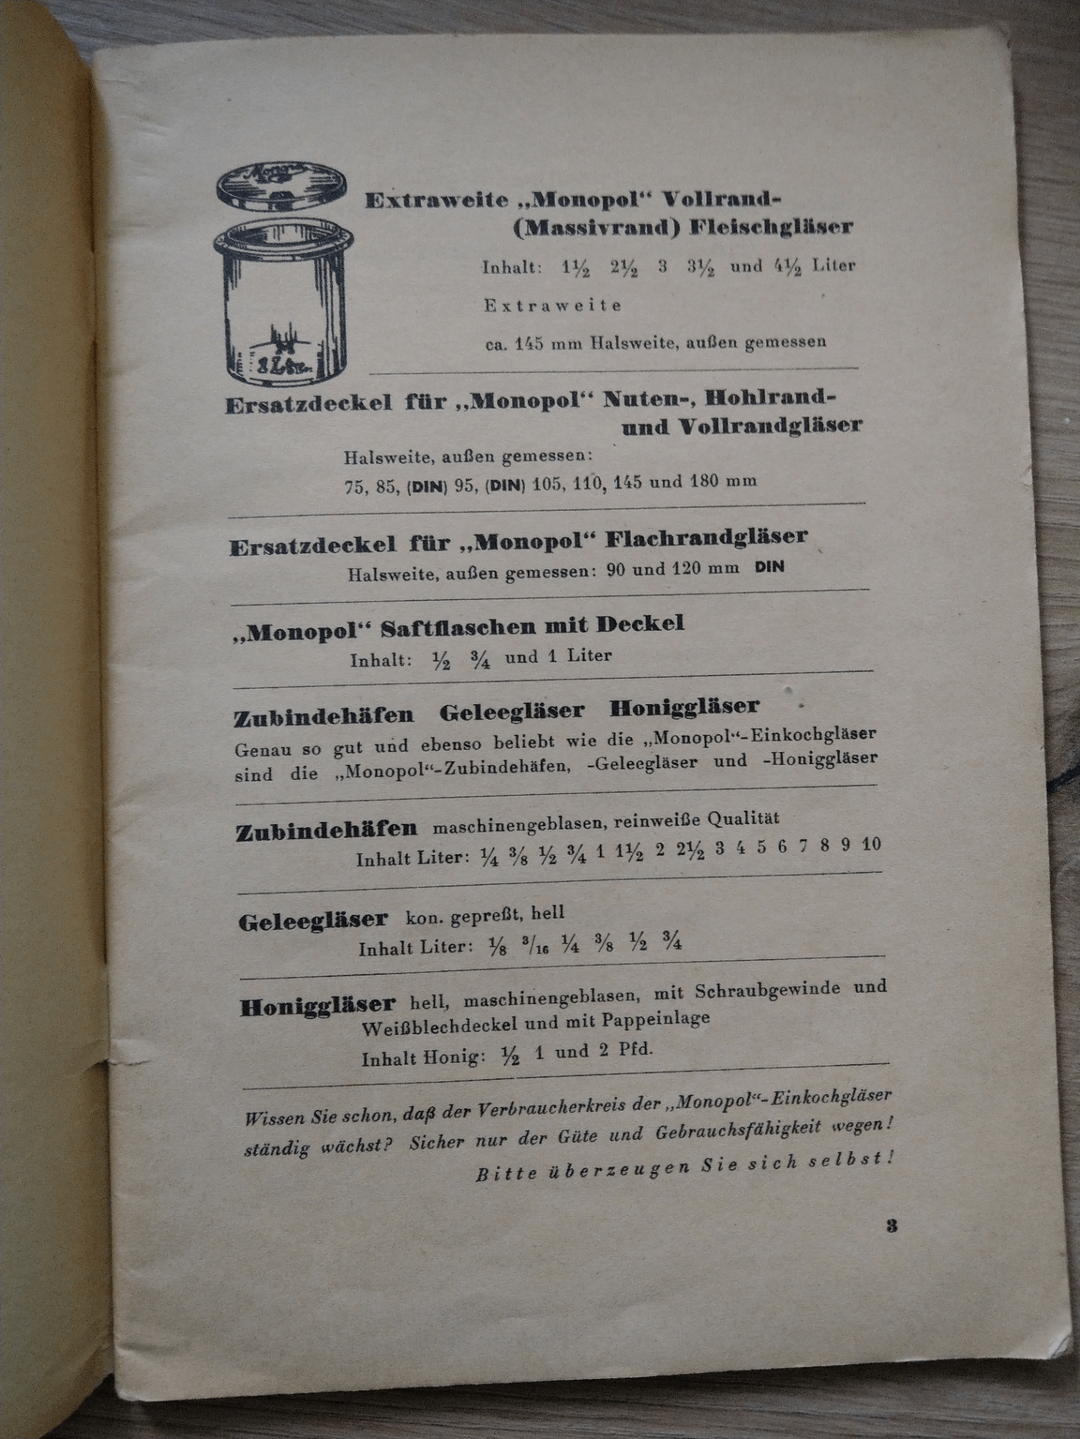 Extraweite „Monopol“ Vollrand-
(Massivrand) Fleischgläser
Inhalt: 1½ 2½ 3 3½ und 4½ Liter
Extraweite
ca. 145 mm Halsweite, außen gemessen
Ersatzdeckel für „Monopol“ Nuten-, Hohlrand-
und Vollrandgläser
Halsweite, außen gemessen:
75, 85, (DIN) 95, (DIN) 105, 110, 145 und 180 mm
Ersatzdeckel für „Monopol“ Flachrandgläser
Halsweite, außen gemessen: 90 und 120 mm DIN
„Monopol“ Saftflaschen mit Deckel
Inhalt: ½ ¾ und 1 Liter
Zubindehäfen Geleegläser Honiggläser
Genau so gut und ebenso beliebt wie die „Monopol“-Einkochgläser
sind die „Monopol“-Zubindehäfen, -Geleegläser und -Honiggläser
Zubindehäfen maschinengeblasen, reinweiße Qualität
Inhalt Liter: ¼ ⅜ ½ ¾ 1 1½ 2 2½ 3 4 5 6 7 8 9 10
Geleegläser kon. gepreßt, hell
Inhalt Liter: ⅛ 3/16 ¼ ⅜ ½ ¾
Honiggläser hell, maschinengeblasen, mit Schraubgewinde und
Weißblechdeckel und mit Pappeinlage
Inhalt Honig: ½ 1 und 2 Pfd.
Wissen Sie schon, daß der Verbraucherkreis der „Monopol“-Einkochgläser
ständig wächst? Sicher nur der Güte und Gebrauchsfähigkeit wegen!
Bitte überzeugen Sie sich selbst!
3